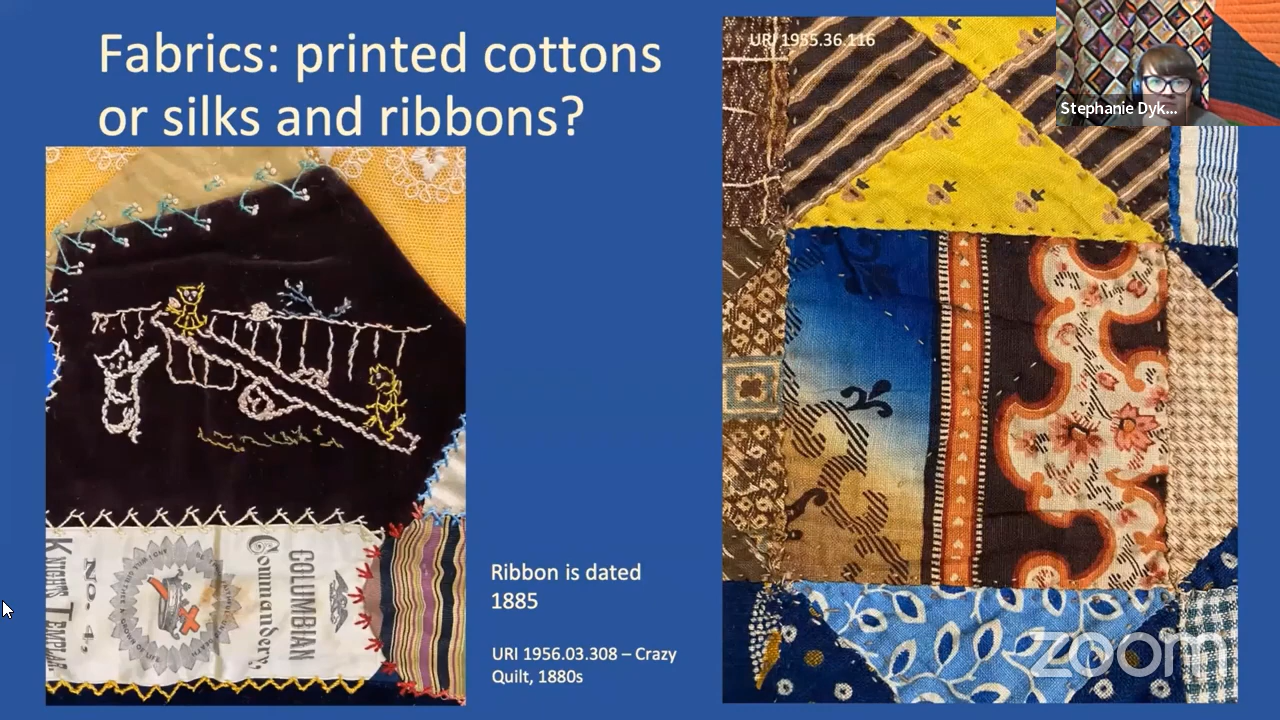 Fabrics: printed cottons
or silks and ribbons?
URI 1955.36.116
Stephanie Dyk...
COLUMBIAN
Commandery,
NO. 4,
KNIGHTS TEMPLAR
Ribbon is dated
1885
URI 1956.03.308 – Crazy
Quilt, 1880s
zoom